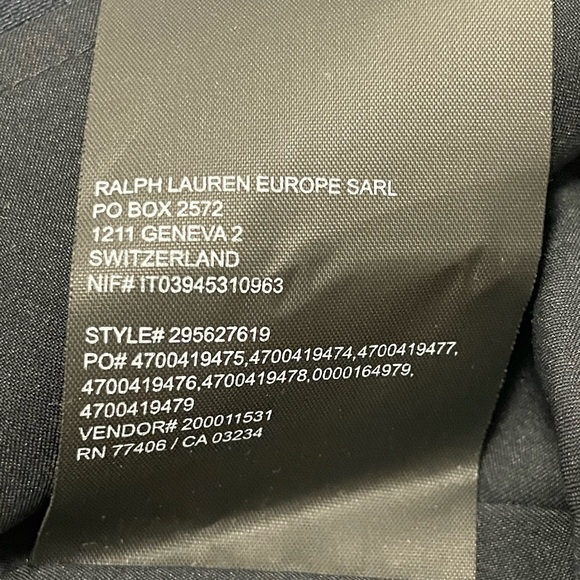 RALPH LAUREN EUROPE SARL
PO BOX 2572
1211 GENEVA 2
SWITZERLAND
NIF# IT03945310963
STYLE# 295627619
PO# 4700419475,4700419474,4700419477,
4700419476,4700419478,0000164979,
4700419479
VENDOR# 200011531
RN 77406 / CA 03234